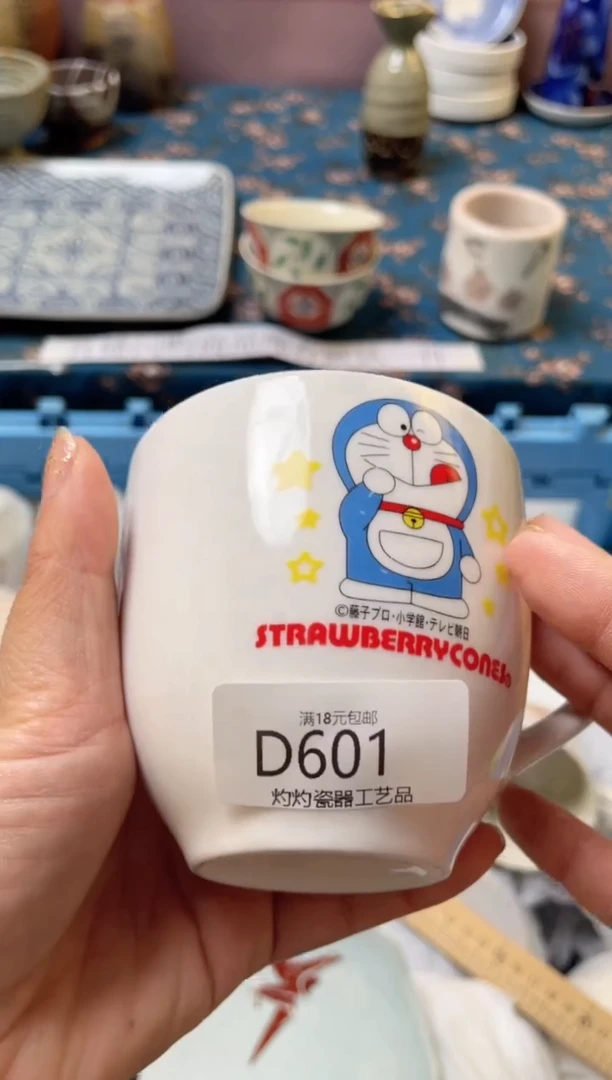 ©藤子プロ・小学館・テレビ朝日
STRAWBERRYCONES®
满18元包邮
D601
灼灼瓷器工艺品